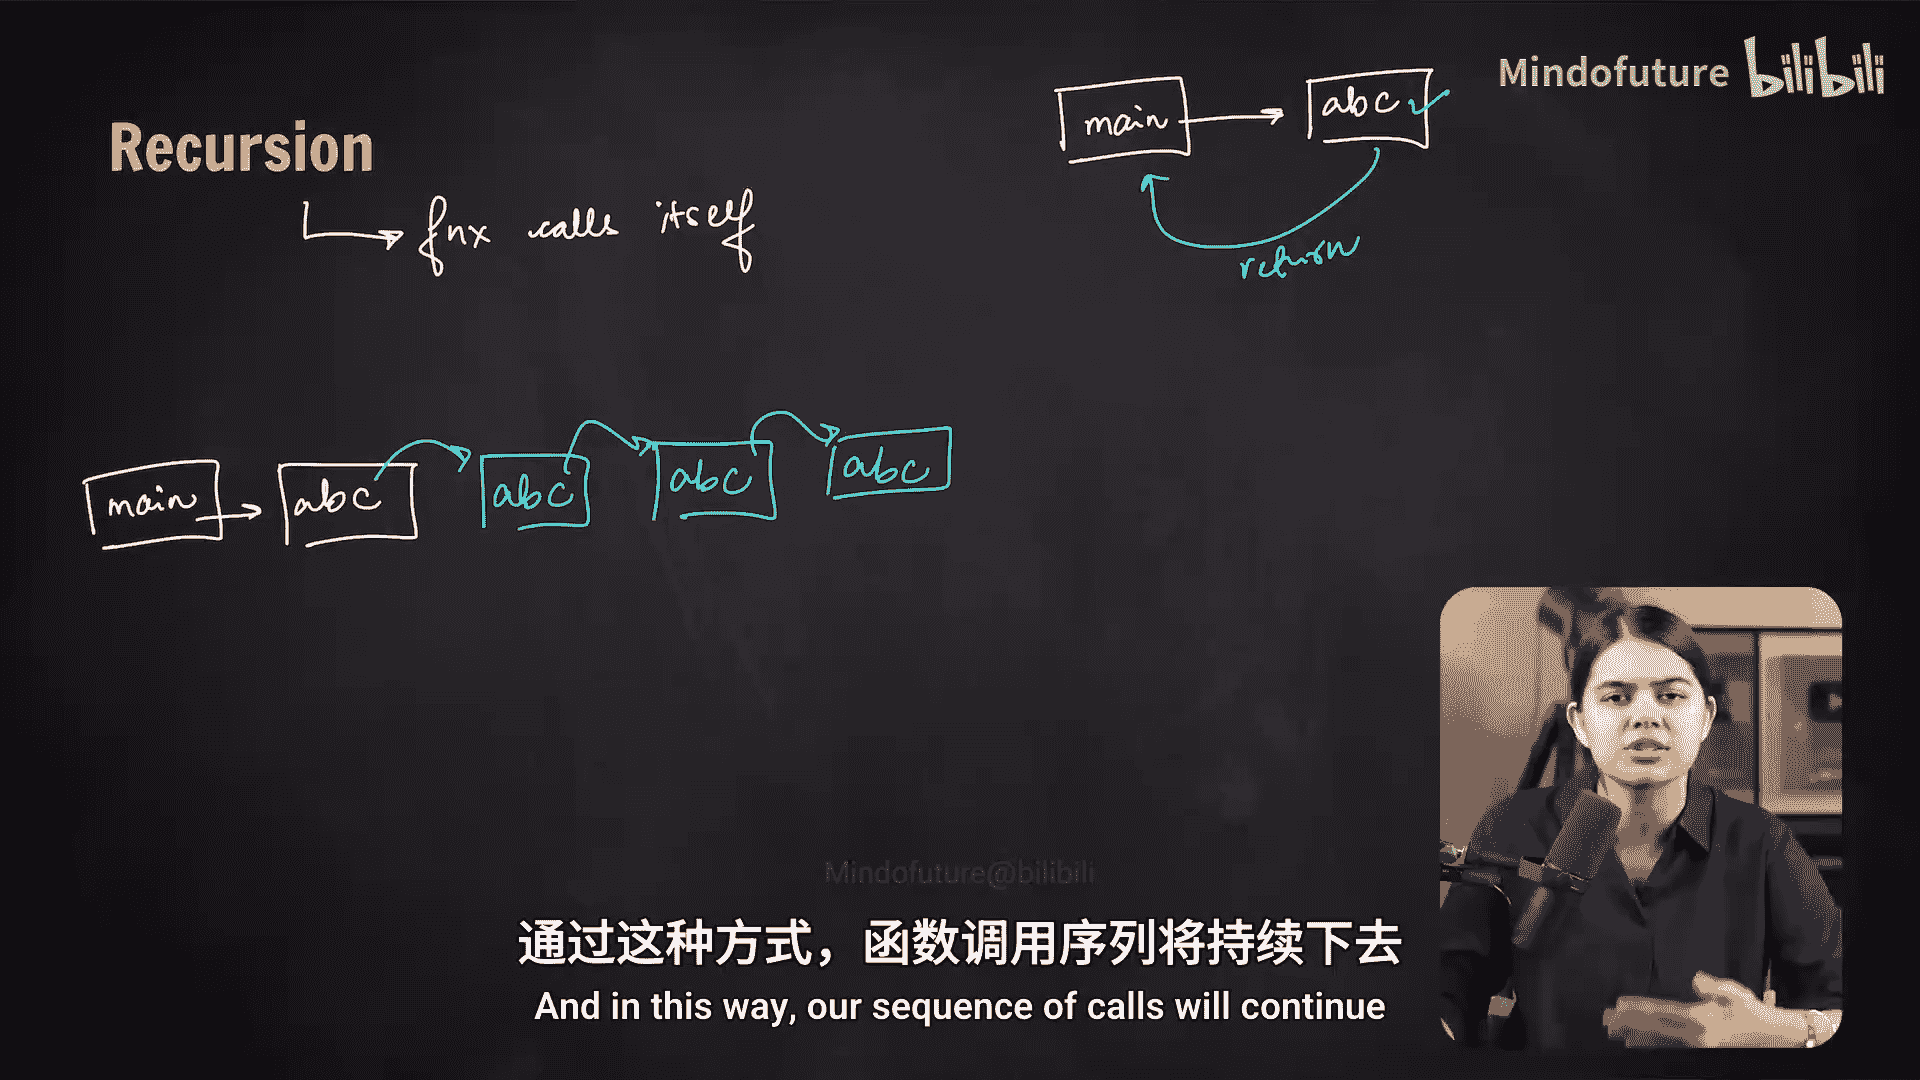 Mindofuture bilibili
Recursion
fnx calls itself
main
abc
return
main
abc
abc
abc
abc
Mindofuture@bilibili
通过这种方式，函数调用序列将持续下去
And in this way, our sequence of calls will continue